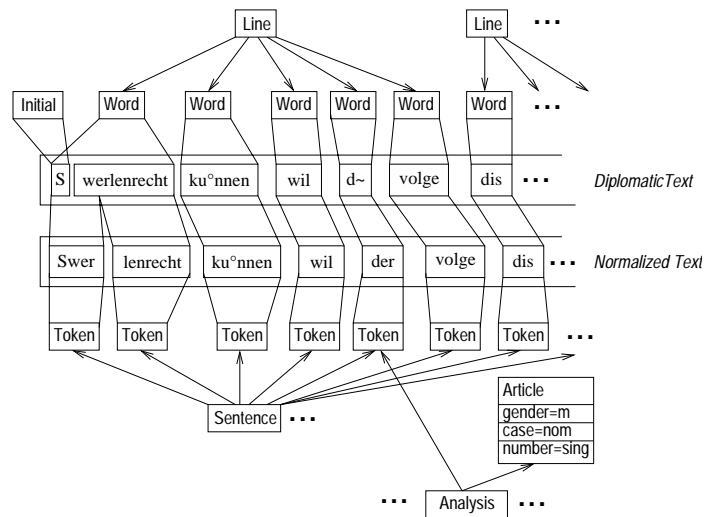 Line Line ...
Initial Word Word Word Word Word Word ...
S werlenrecht ku°nnen wil d~ volge dis ... DiplomaticText
Swer lenrecht ku°nnen wil der volge dis ... Normalized Text
Token Token Token Token Token Token Token ...
Sentence ...
Article
gender=m
case=nom
number=sing
... Analysis ...